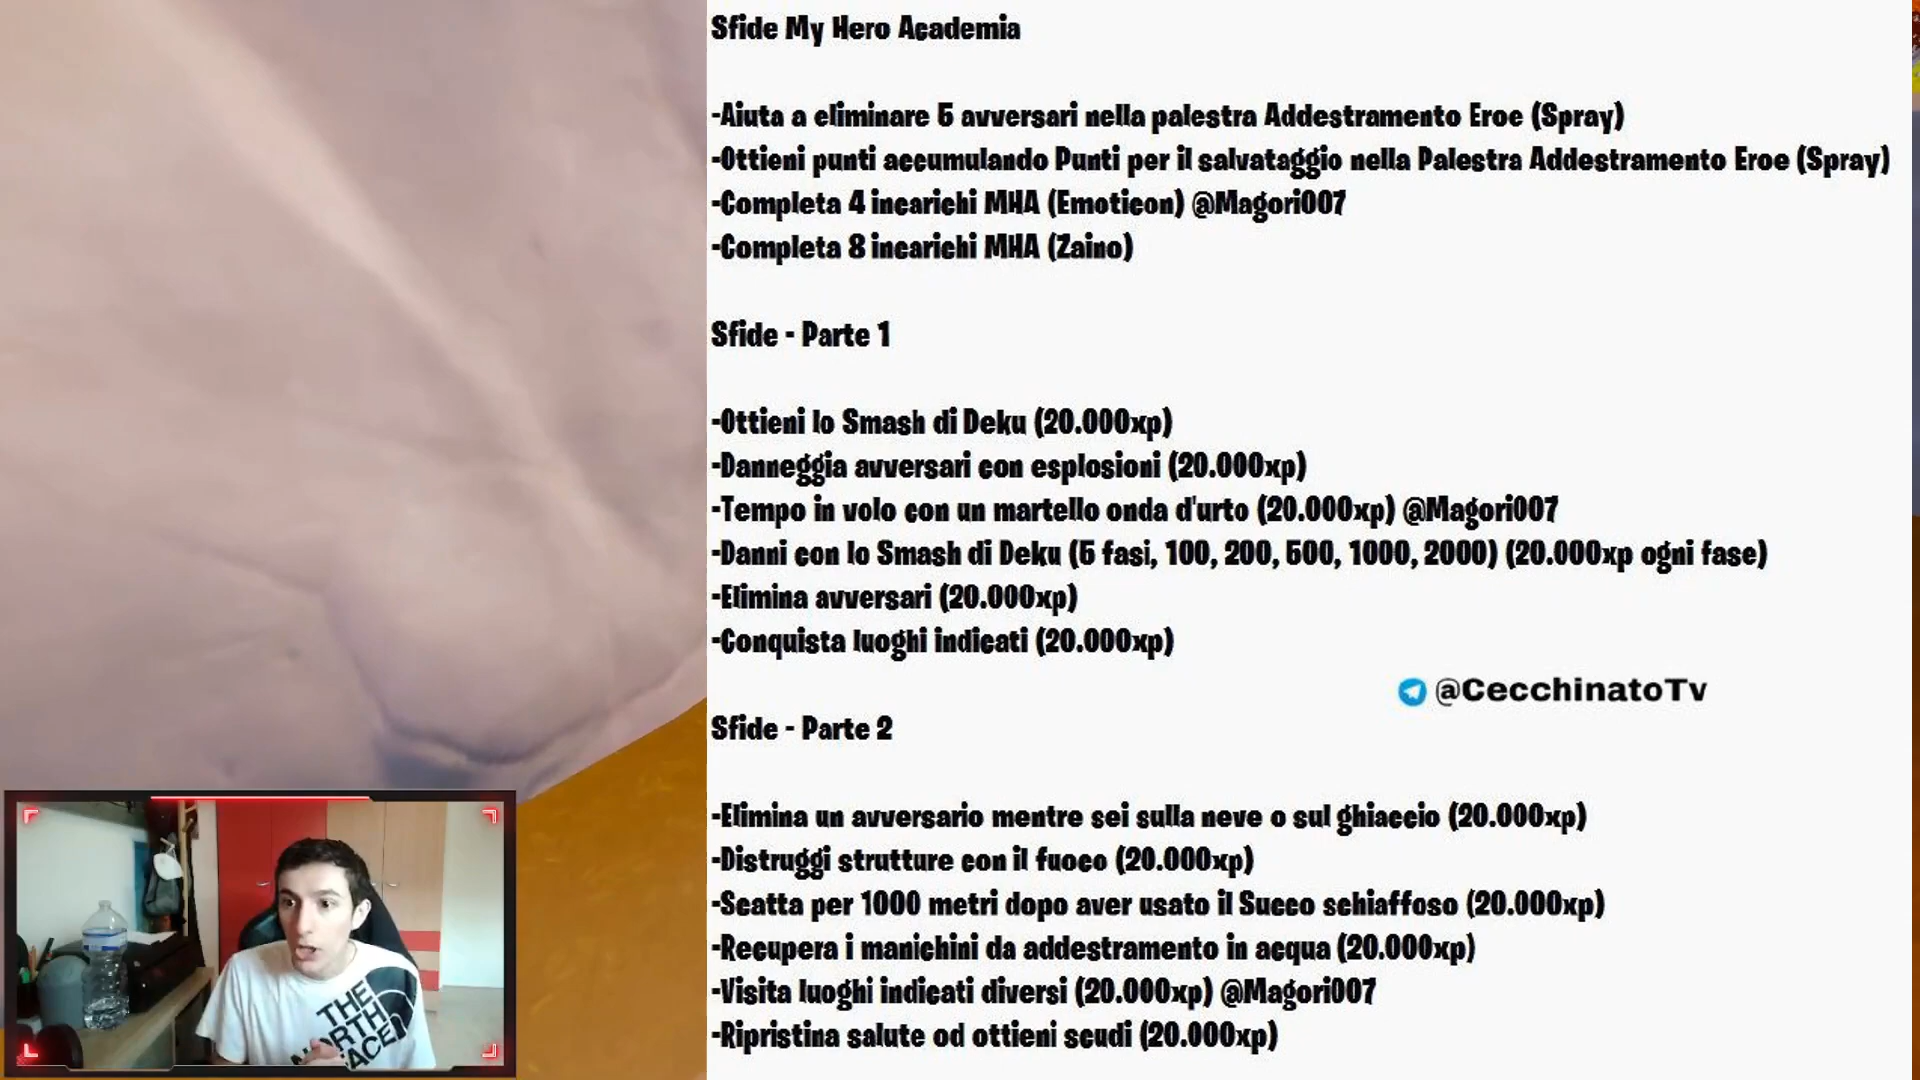 Sfide My Hero Academia
-Aiuta a eliminare 5 avversari nella palestra Addestramento Eroe (Spray)
-Ottieni punti accumulando Punti per il salvataggio nella Palestra Addestramento Eroe (Spray)
-Completa 4 incarichi MHA (Emoticon) @Magori007
-Completa 8 incarichi MHA (Zaino)
Sfide - Parte 1
-Ottieni lo Smash di Deku (20.000xp)
-Danneggia avversari con esplosioni (20.000xp)
-Tempo in volo con un martello onda d'urto (20.000xp) @Magori007
-Danni con lo Smash di Deku (5 fasi, 100, 200, 500, 1000, 2000) (20.000xp ogni fase)
-Elimina avversari (20.000xp)
-Conquista luoghi indicati (20.000xp)
@CecchinatoTv
Sfide - Parte 2
-Elimina un avversario mentre sei sulla neve o sul ghiaccio (20.000xp)
-Distruggi strutture con il fuoco (20.000xp)
-Scatta per 1000 metri dopo aver usato il Succo schiaffoso (20.000xp)
-Recupera i manichini da addestramento in acqua (20.000xp)
-Visita luoghi indicati diversi (20.000xp) @Magori007
-Ripristina salute od ottieni scudi (20.000xp)
THE
NORTH
FACE